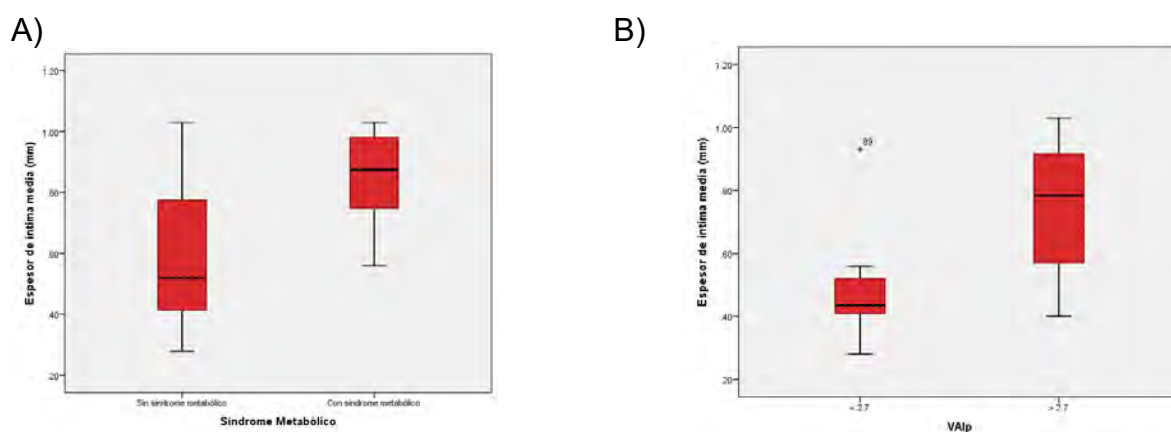 A)
B)
Espesor de íntima media (mm)
1.20
1.00
.80
.60
.40
.20
Sin síndrome metabólico
Con síndrome metabólico
Síndrome Metabólico
Espesor de íntima media (mm)
1.20
1.00
.80
.60
.40
.20
89
< 2.7
> 2.7
VAIp